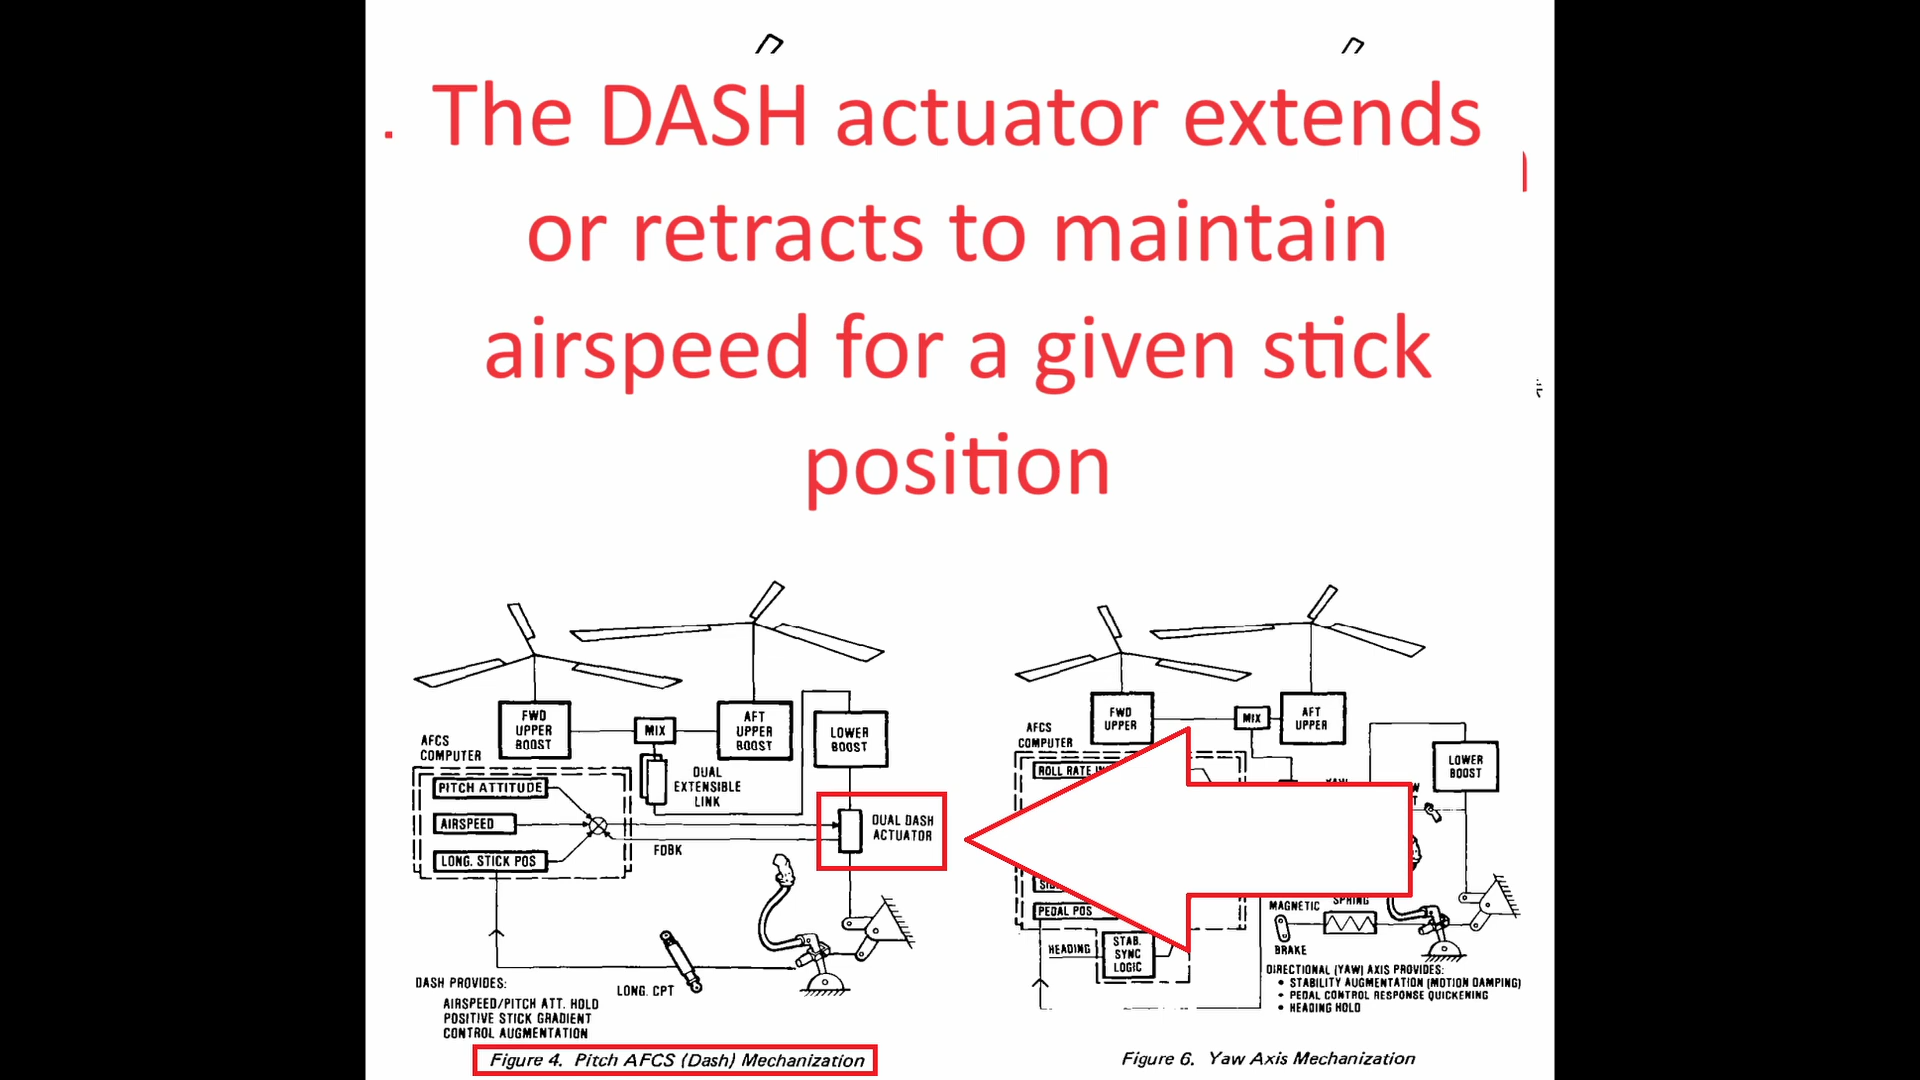 The DASH actuator extends
or retracts to maintain
airspeed for a given stick
position
FWD
UPPER
BOOST
MIX
AFT
UPPER
BOOST
LOWER
BOOST
AFCS
COMPUTER
DUAL
EXTENSIBLE
LINK
PITCH ATTITUDE
AIRSPEED
LONG. STICK POS
FDBK
DUAL DASH
ACTUATOR
LONG. CPT
DASH PROVIDES:
AIRSPEED/PITCH ATT. HOLD
POSITIVE STICK GRADIENT
CONTROL AUGMENTATION
Figure 4. Pitch AFCS (Dash) Mechanization
FWD
UPPER
MIX
AFT
UPPER
LOWER
BOOST
AFCS
COMPUTER
ROLL RATE
PEDAL POS
HEADING
STAB.
SYNC
LOGIC
MAGNETIC
BRAKE
SPRING
DIRECTIONAL (YAW) AXIS PROVIDES:
• STABILITY AUGMENTATION (MOTION DAMPING)
• PEDAL CONTROL RESPONSE QUICKENING
• HEADING HOLD
Figure 6. Yaw Axis Mechanization